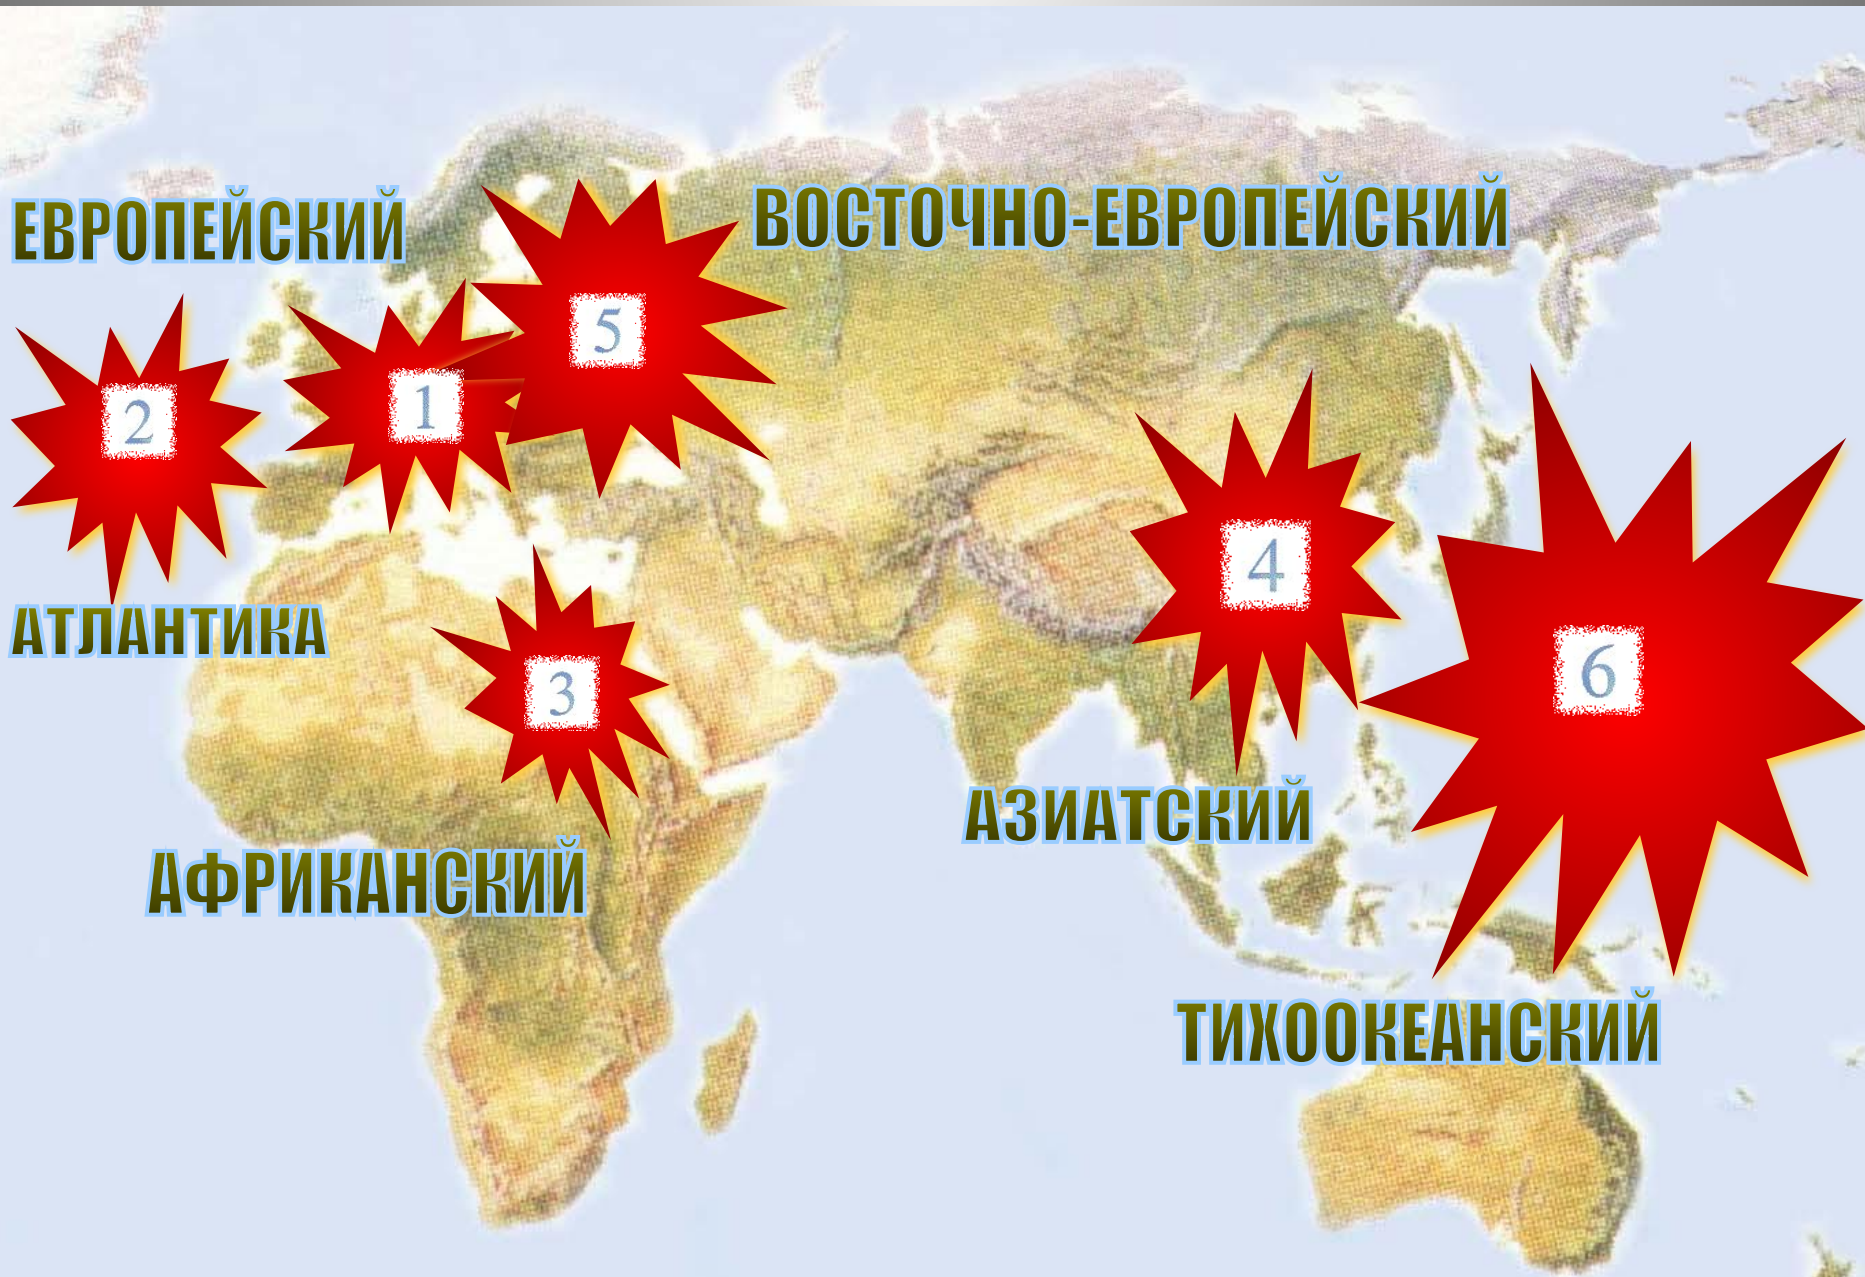 ЕВРОПЕЙСКИЙ
ВОСТОЧНО-ЕВРОПЕЙСКИЙ
5
1
2
4
АТЛАНТИКА
6
3
АЗИАТСКИЙ
АФРИКАНСКИЙ
ТИХООКЕАНСКИЙ